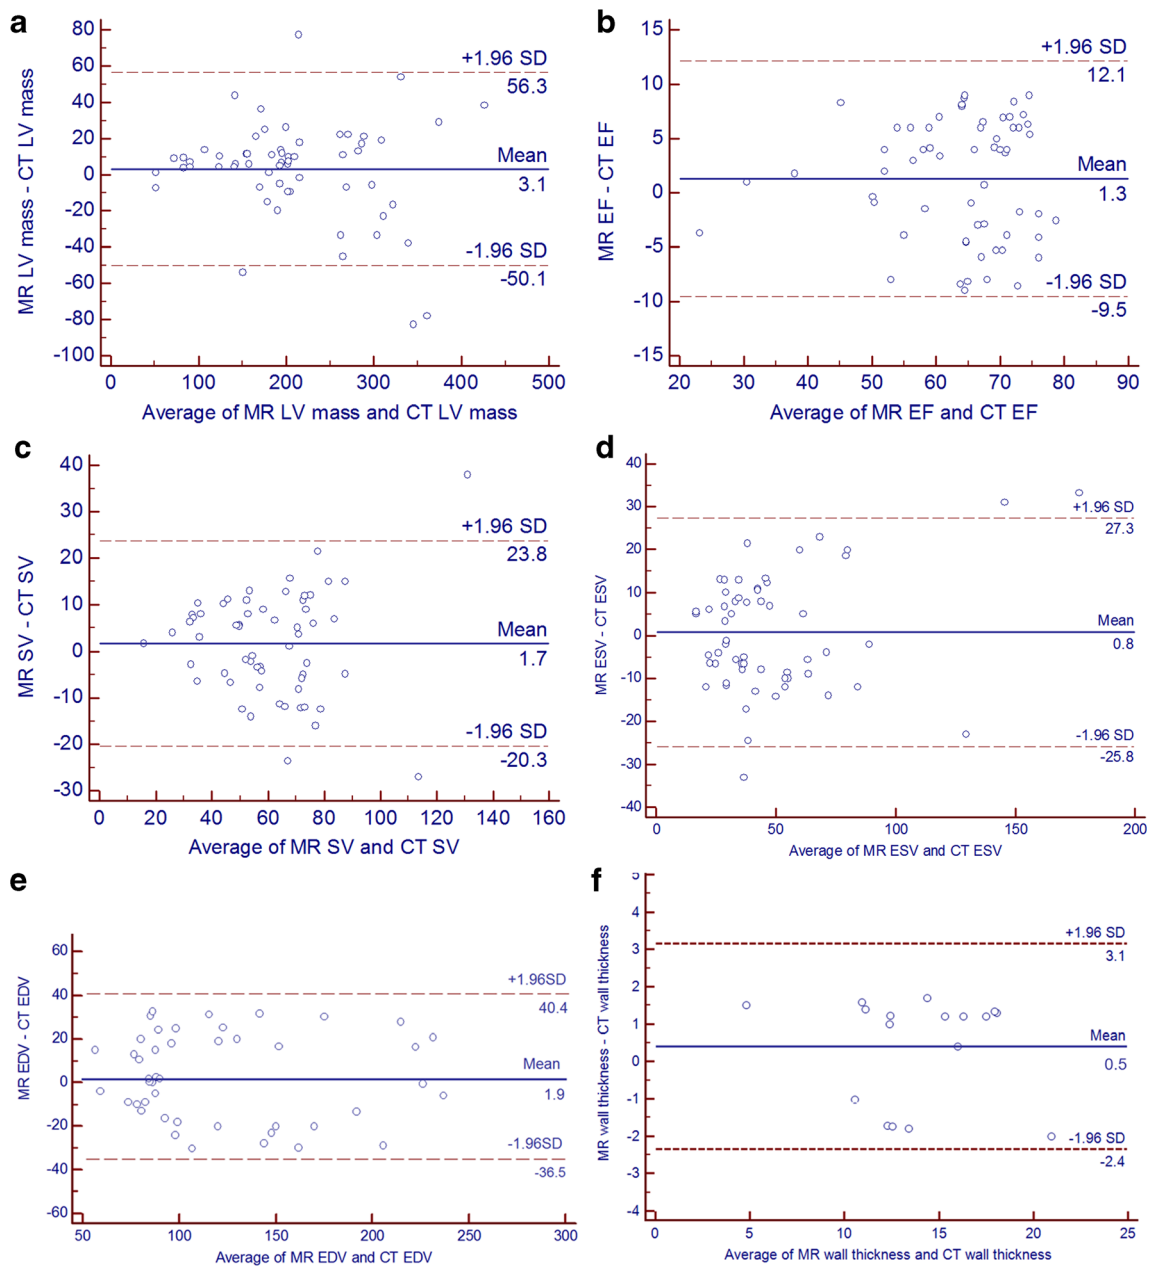 a
MR LV mass - CT LV mass
80
60
40
20
0
-20
-40
-60
-80
-100
+1.96 SD
56.3
Mean
3.1
-1.96 SD
-50.1
0 100 200 300 400 500
Average of MR LV mass and CT LV mass
b
MR EF - CT EF
15
10
5
0
-5
-10
-15
+1.96 SD
12.1
Mean
1.3
-1.96 SD
-9.5
20 30 40 50 60 70 80 90
Average of MR EF and CT EF
c
MR SV - CT SV
40
30
20
10
0
-10
-20
-30
+1.96 SD
23.8
Mean
1.7
-1.96 SD
-20.3
0 20 40 60 80 100 120 140 160
Average of MR SV and CT SV
d
MR ESV - CT ESV
40
30
20
10
0
-10
-20
-30
-40
+1.96 SD
27.3
Mean
0.8
-1.96 SD
-25.8
0 50 100 150 200
Average of MR ESV and CT ESV
e
MR EDV - CT EDV
60
40
20
0
-20
-40
-60
+1.96SD
40.4
Mean
1.9
-1.96SD
-36.5
50 100 150 200 250 300
Average of MR EDV and CT EDV
f
MR wall thickness - CT wall thickness
5
4
3
2
1
0
-1
-2
-3
-4
+1.96 SD
3.1
Mean
0.5
-1.96 SD
-2.4
0 5 10 15 20 25
Average of MR wall thickness and CT wall thickness